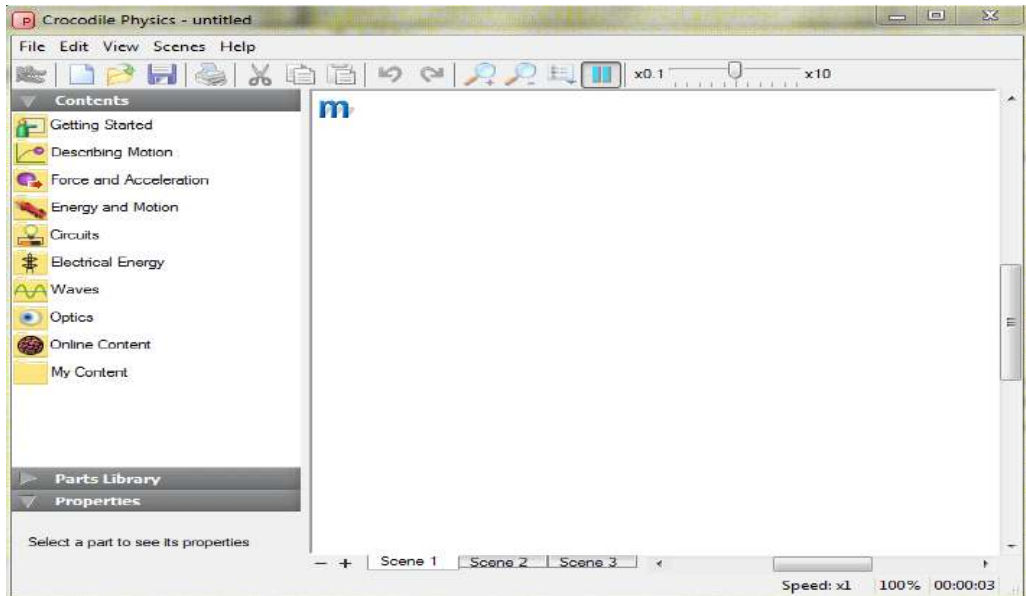 Crocodile Physics - untitled
File Edit View Scenes Help
x0.1 x10
Contents
m
Getting Started
Describing Motion
Force and Acceleration
Energy and Motion
Circuits
Electrical Energy
Waves
Optics
Online Content
My Content
Parts Library
Properties
Select a part to see its properties
Scene 1 Scene 2 Scene 3
Speed: x1 100% 00:00:03